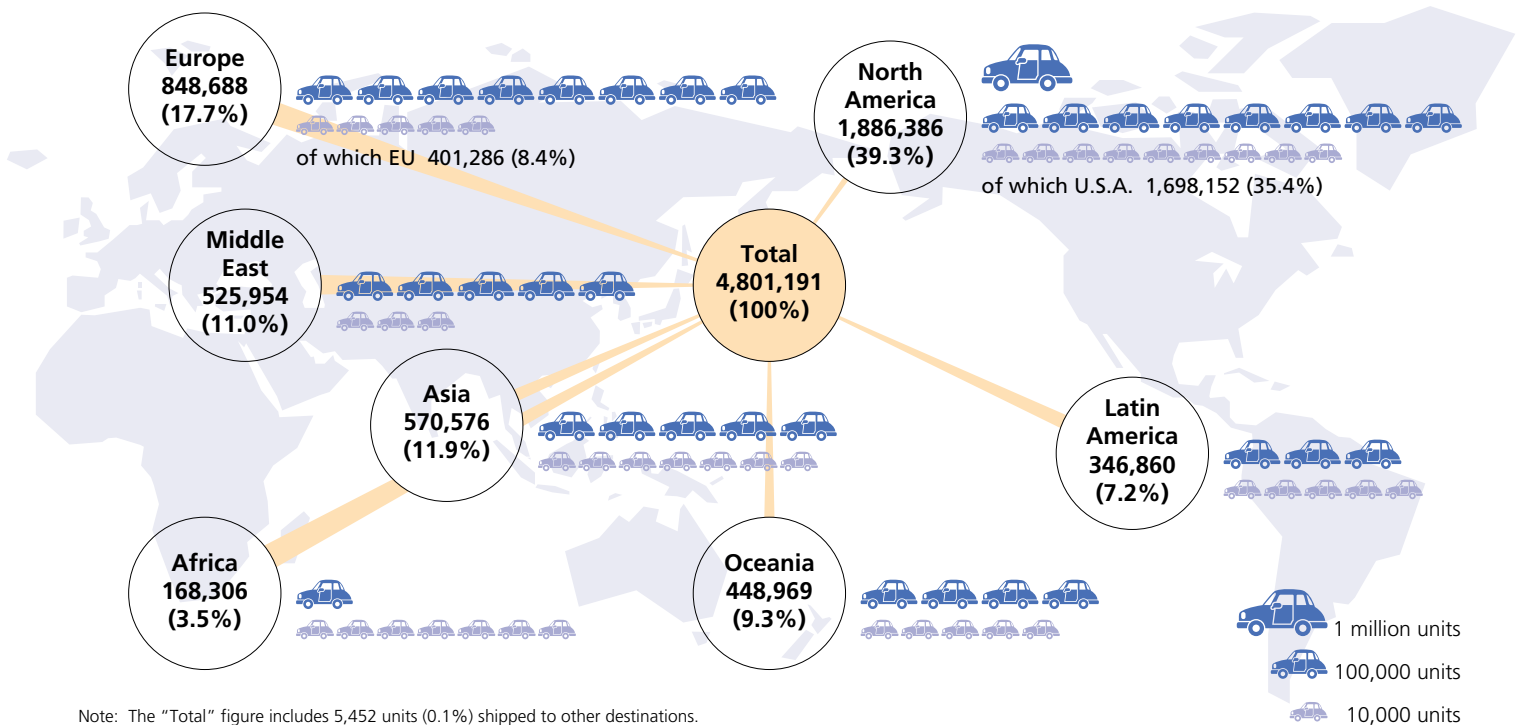 Europe
848,688
(17.7%)
of which EU 401,286 (8.4%)
North
America
1,886,386
(39.3%)
of which U.S.A. 1,698,152 (35.4%)
Middle
East
525,954
(11.0%)
Total
4,801,191
(100%)
Asia
570,576
(11.9%)
Latin
America
346,860
(7.2%)
Africa
168,306
(3.5%)
Oceania
448,969
(9.3%)
1 million units
100,000 units
10,000 units
Note: The “Total” figure includes 5,452 units (0.1%) shipped to other destinations.